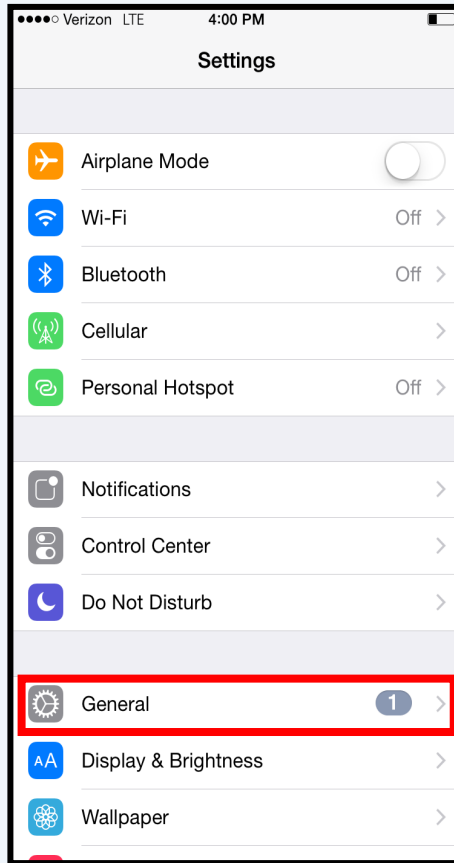 Verizon LTE 4:00 PM
Settings
Airplane Mode
Wi-Fi Off
Bluetooth Off
Cellular
Personal Hotspot Off
Notifications
Control Center
Do Not Disturb
General 1
AA Display & Brightness
Wallpaper